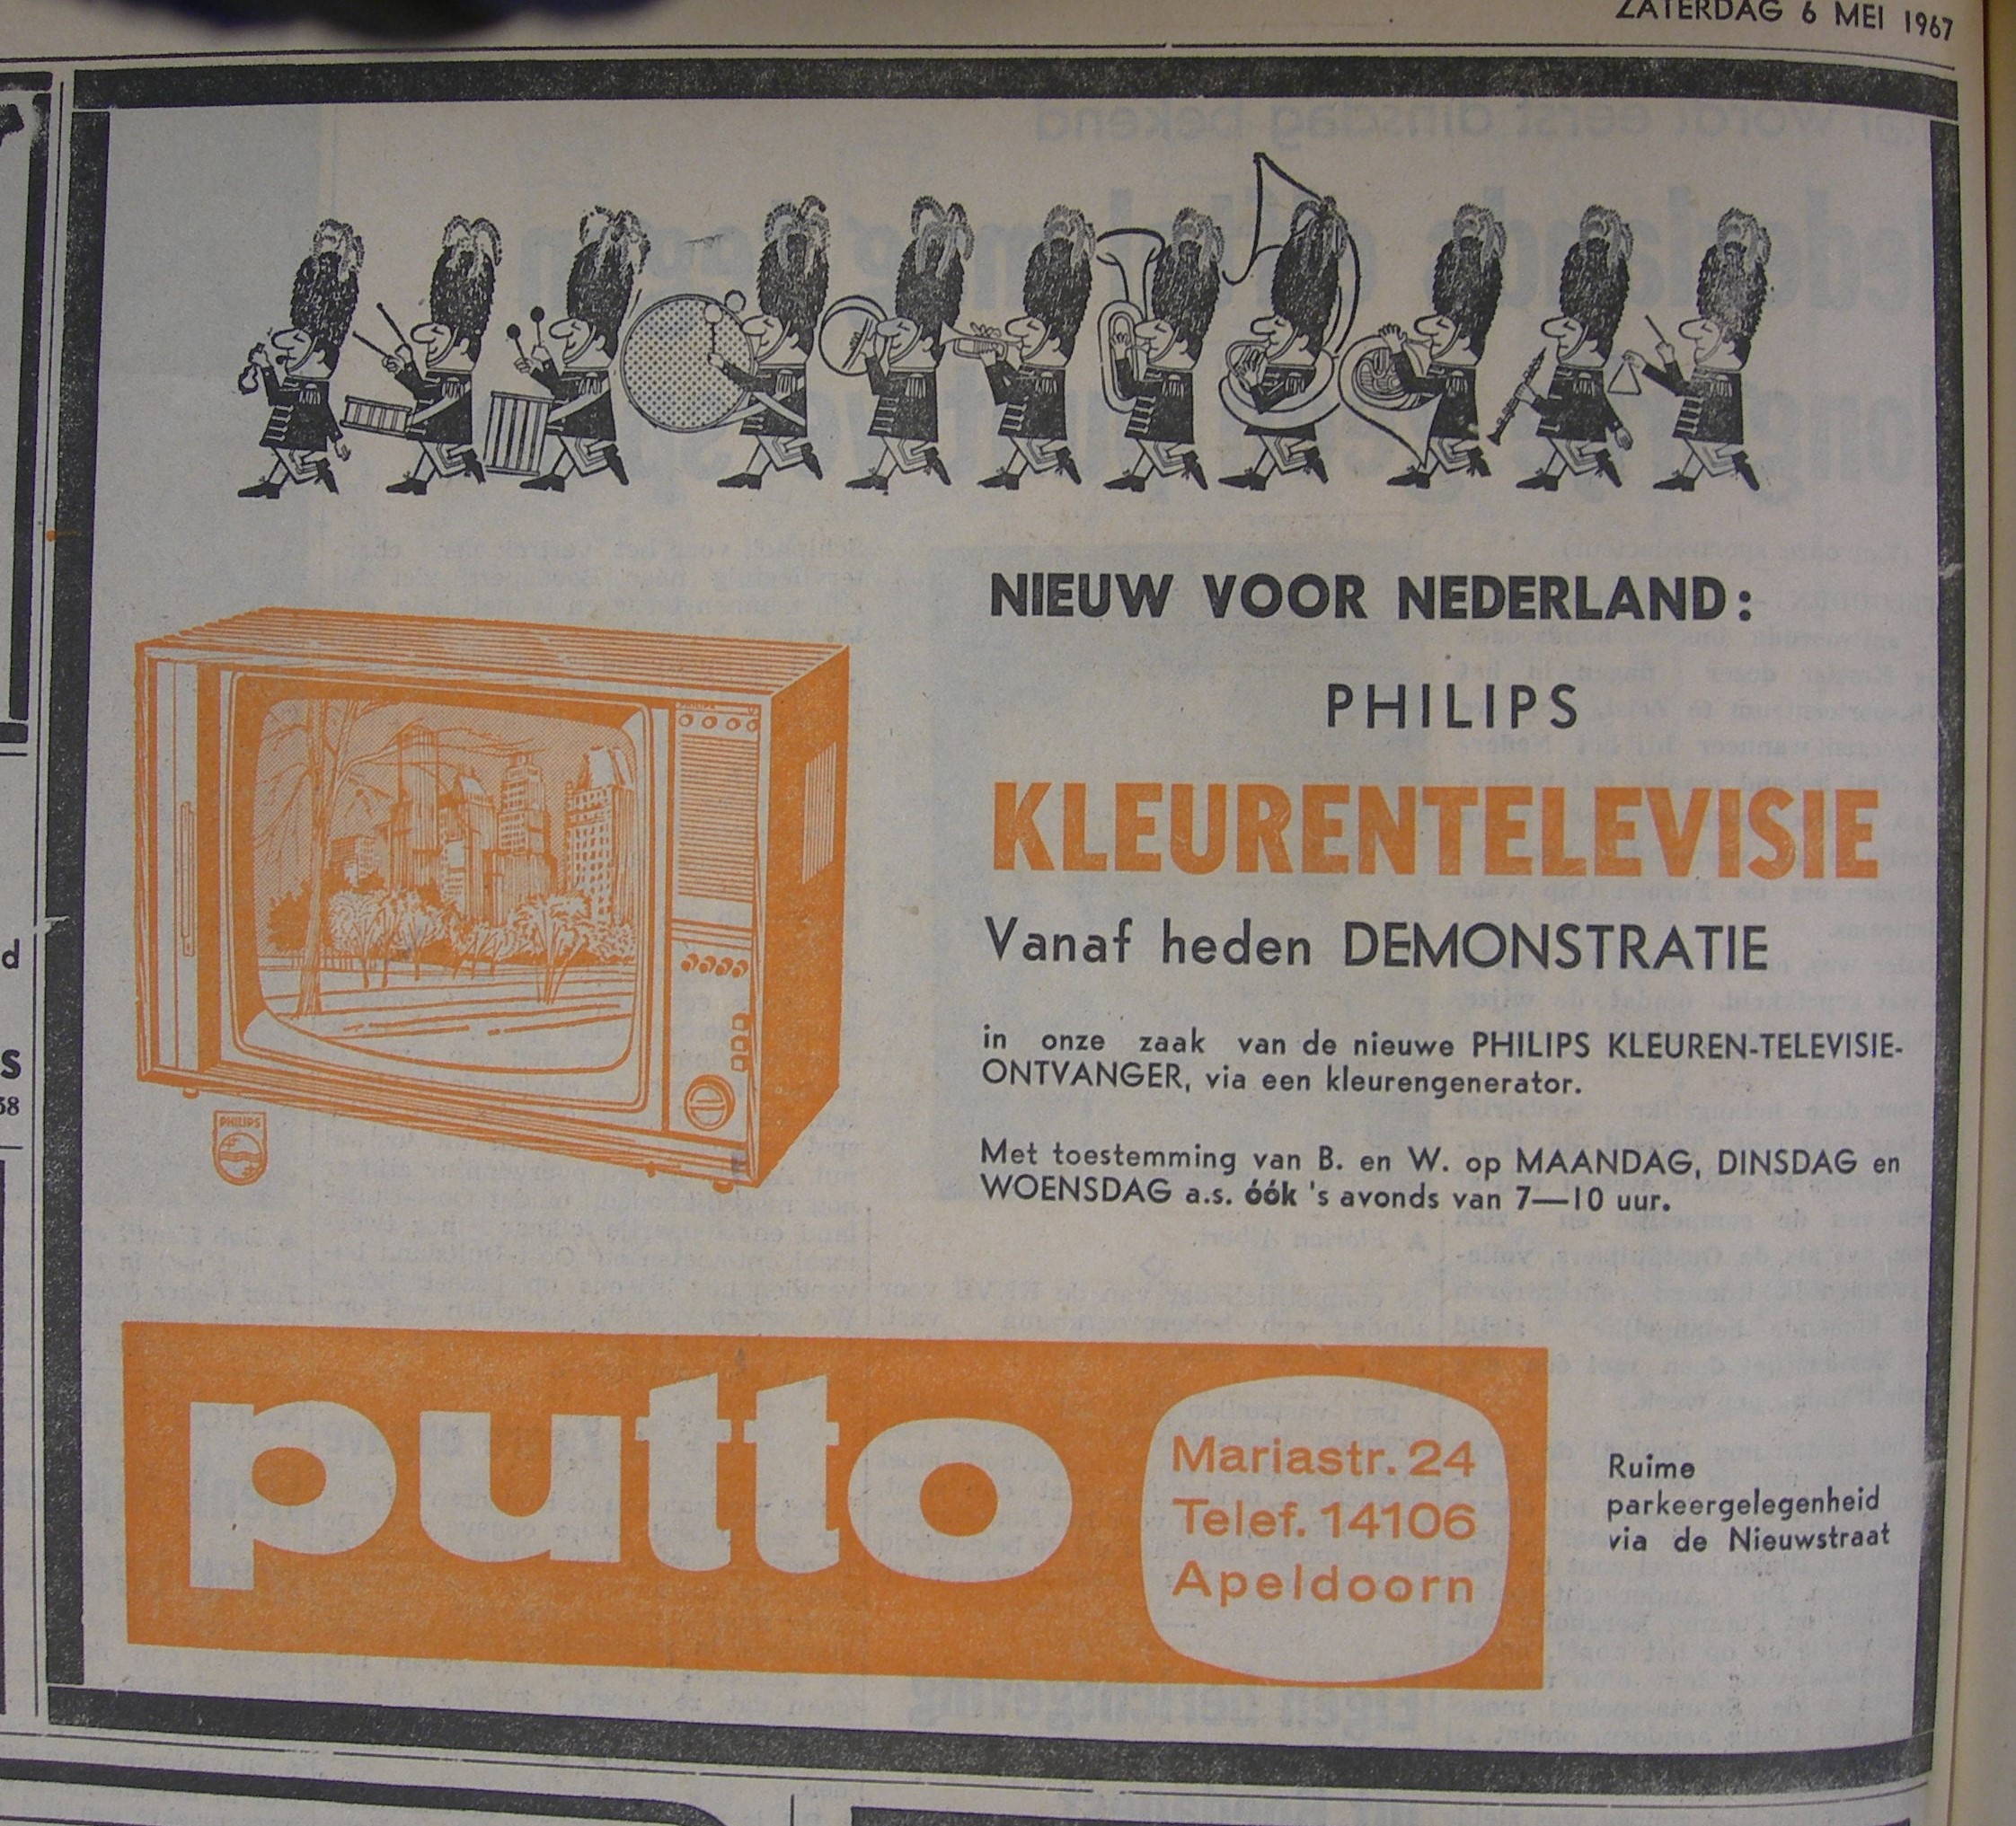 ZATERDAG 6 MEI 1967
NIEUW VOOR NEDERLAND:
PHILIPS
KLEURENTELEVISIE
Vanaf heden DEMONSTRATIE
in onze zaak van de nieuwe PHILIPS KLEUREN-TELEVISIE-
ONTVANGER, via een kleurengenerator.
Met toestemming van B. en W. op MAANDAG, DINSDAG en
WOENSDAG a.s. óók 's avonds van 7—10 uur.
PHILIPS
PHILIPS
putto
Mariastr. 24
Telef. 14106
Apeldoorn
Ruime
parkeergelegenheid
via de Nieuwstraat
d
S
58